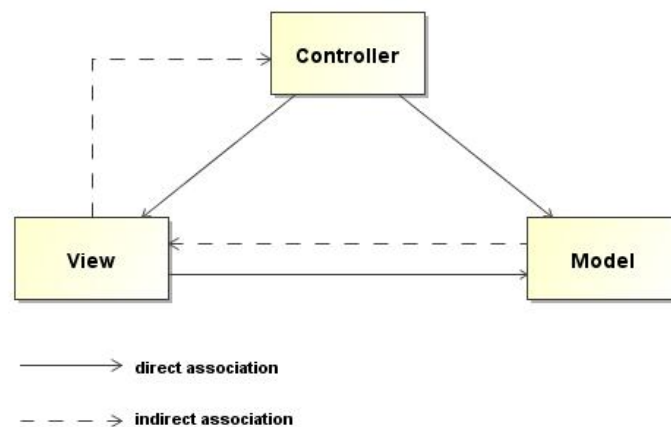 Controller
View
Model
direct association
indirect association